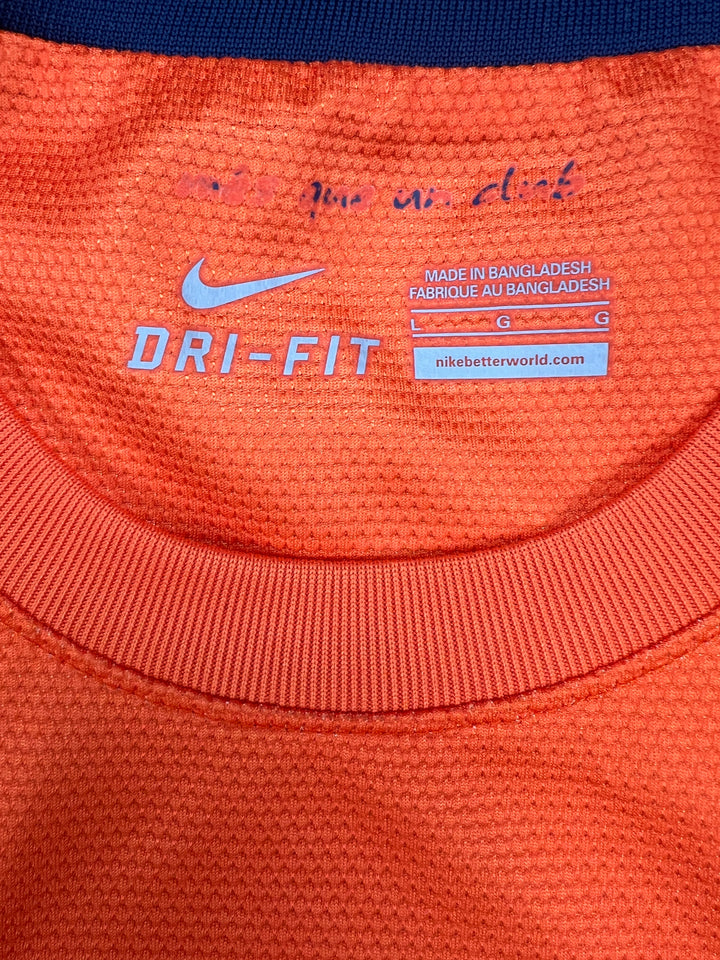 més que un club
DRI-FIT
MADE IN BANGLADESH
FABRIQUE AU BANGLADESH
L G G
nikebetterworld.com